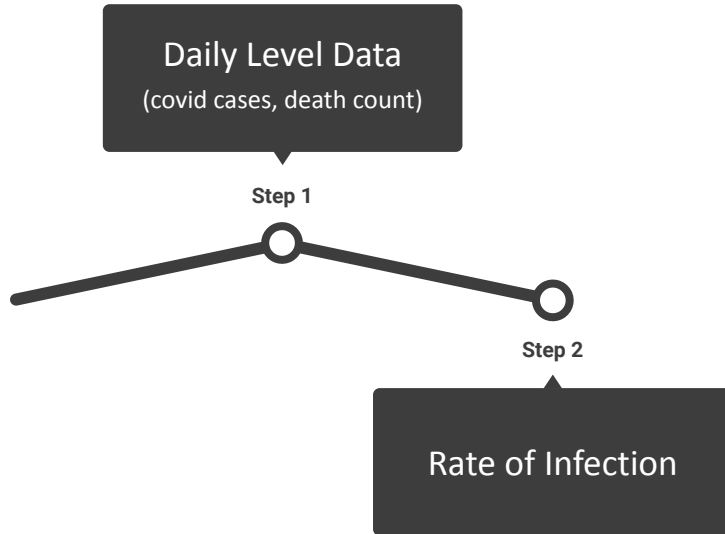 Daily Level Data
(covid cases, death count)
Step 1
Step 2
Rate of Infection